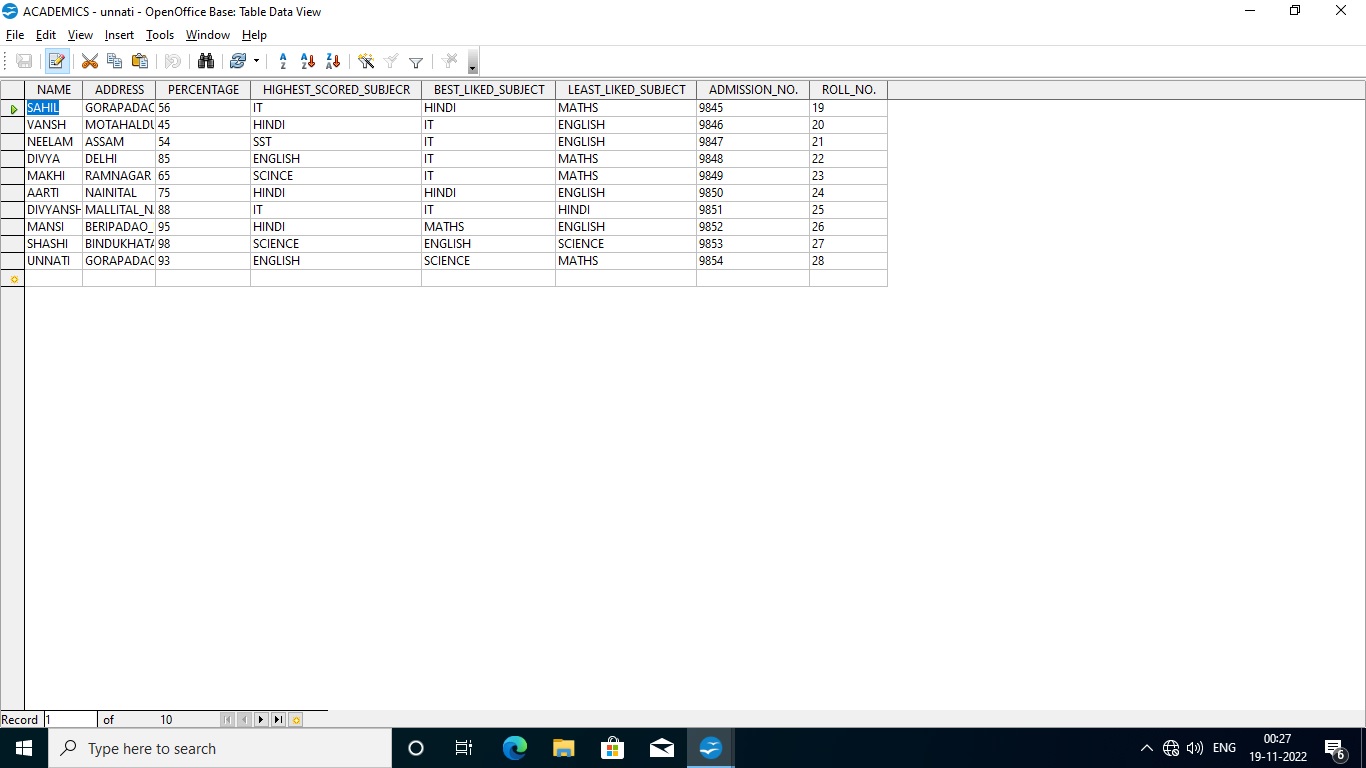 ACADEMICS - unnati - OpenOffice Base: Table Data View
File Edit View Insert Tools Window Help
NAME ADDRESS PERCENTAGE HIGHEST_SCORED_SUBJECR BEST_LIKED_SUBJECT LEAST_LIKED_SUBJECT ADMISSION_NO. ROLL_NO.
SAHIL GORAPADAO 56 IT HINDI MATHS 9845 19
VANSH MOTAHALDU 45 HINDI IT ENGLISH 9846 20
NEELAM ASSAM 54 SST IT ENGLISH 9847 21
DIVYA DELHI 85 ENGLISH IT MATHS 9848 22
MAKHI RAMNAGAR 65 SCINCE IT MATHS 9849 23
AARTI NAINITAL 75 HINDI HINDI ENGLISH 9850 24
DIVYANSH MALLITAL_N 88 IT IT HINDI 9851 25
MANSI BERIPADAO_ 95 HINDI MATHS ENGLISH 9852 26
SHASHI BINDUKHATA 98 SCIENCE ENGLISH SCIENCE 9853 27
UNNATI GORAPADAO 93 ENGLISH SCIENCE MATHS 9854 28
Record 1 of 10
Type here to search
ENG
00:27
19-11-2022
6